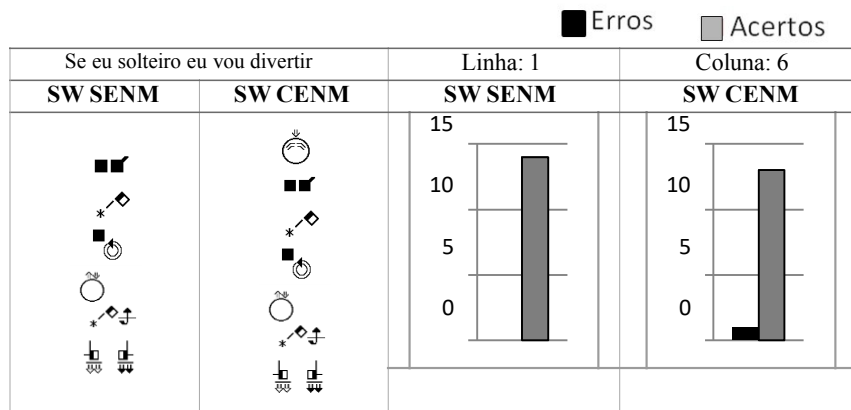 Erros Acertos
Se eu solteiro eu vou divertir Linha: 1 Coluna: 6
SW SENM SW CENM SW SENM SW CENM
15 15
10 10
5 5
0 0